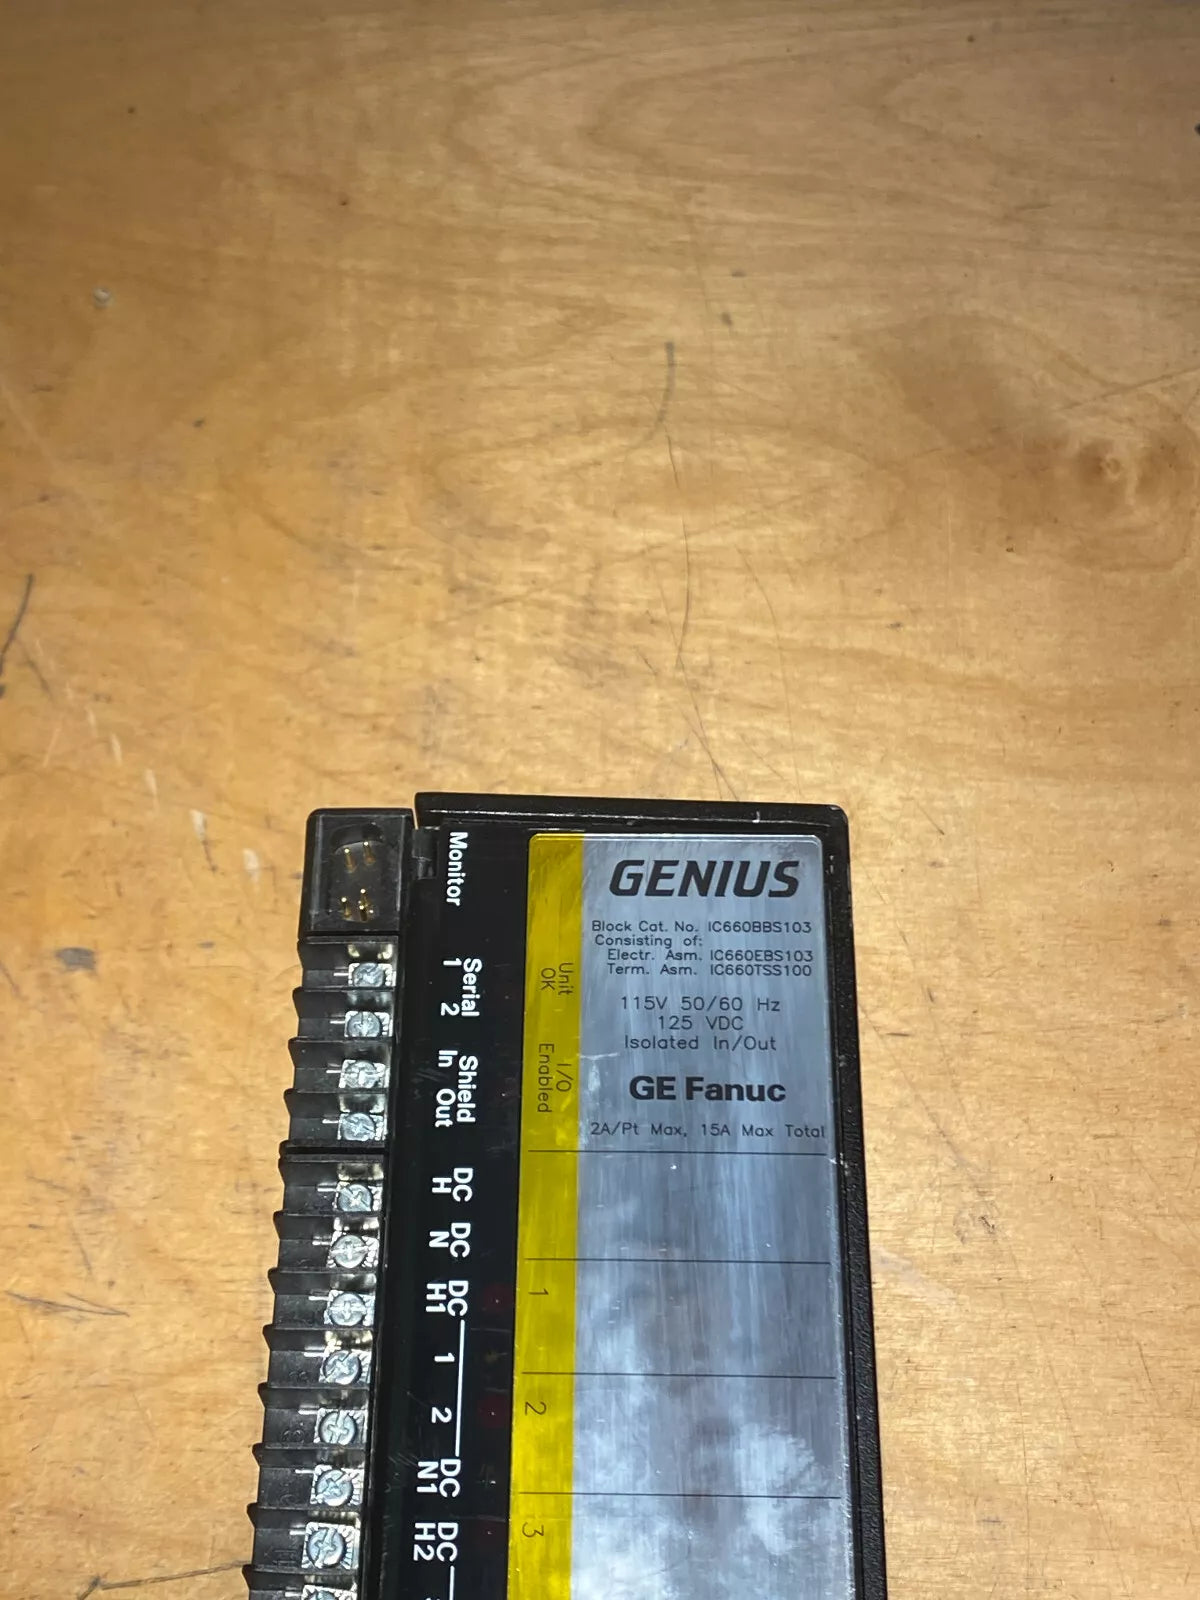 GENIUS
Block Cat. No. IC660BBS103
Consisting of:
Electr. Asm. IC660EBS103
Term. Asm. IC660TSS100
115V 50/60 Hz
125 VDC
Isolated In/Out
GE Fanuc
2A/Pt Max, 15A Max Total
Unit
OK
I/O
Enabled
1
2
3
Monitor
Serial
1 2
Shield
In Out
DC
H
DC
N
DC
H1
1
2
DC
N1
DC
H2